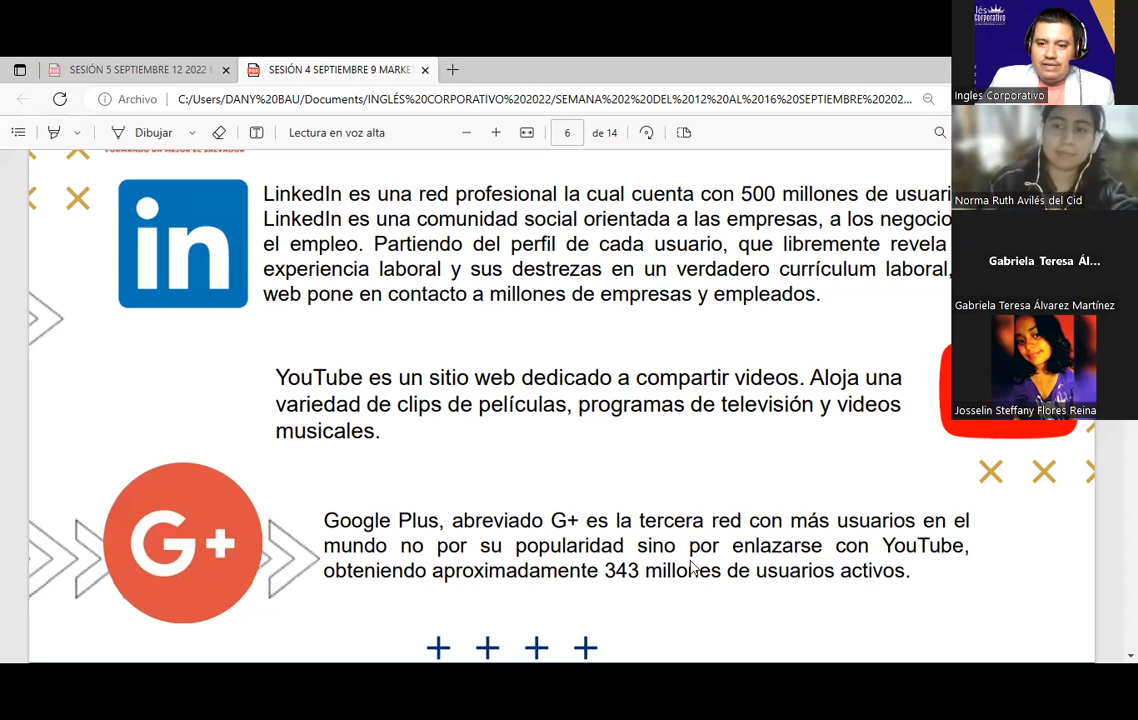 lés
Corporativo
SESIÓN 5 SEPTIEMBRE 12 2022
SESIÓN 4 SEPTIEMBRE 9 MARKE
Archivo
C:/Users/DANY%20BAU/Documents/INGLÉS%20CORPORATIVO%202022/SEMANA%202%20DEL%2012%20AL%2016%20SEPTIEMBRE%20202...
Ingles Corporativo
Dibujar
Lectura en voz alta
6
de 14
FORMANDO UN MEJOR EL SALVADOR
in
LinkedIn es una red profesional la cual cuenta con 500 millones de usuari
LinkedIn es una comunidad social orientada a las empresas, a los negocio
el empleo. Partiendo del perfil de cada usuario, que libremente revela
experiencia laboral y sus destrezas en un verdadero currículum laboral,
web pone en contacto a millones de empresas y empleados.
Norma Ruth Avilés del Cid
Gabriela Teresa Ál...
Gabriela Teresa Álvarez Martínez
Josselin Steffany Flores Reina
YouTube es un sitio web dedicado a compartir videos. Aloja una
variedad de clips de películas, programas de televisión y videos
musicales.
G+
Google Plus, abreviado G+ es la tercera red con más usuarios en el
mundo no por su popularidad sino por enlazarse con YouTube,
obteniendo aproximadamente 343 millones de usuarios activos.